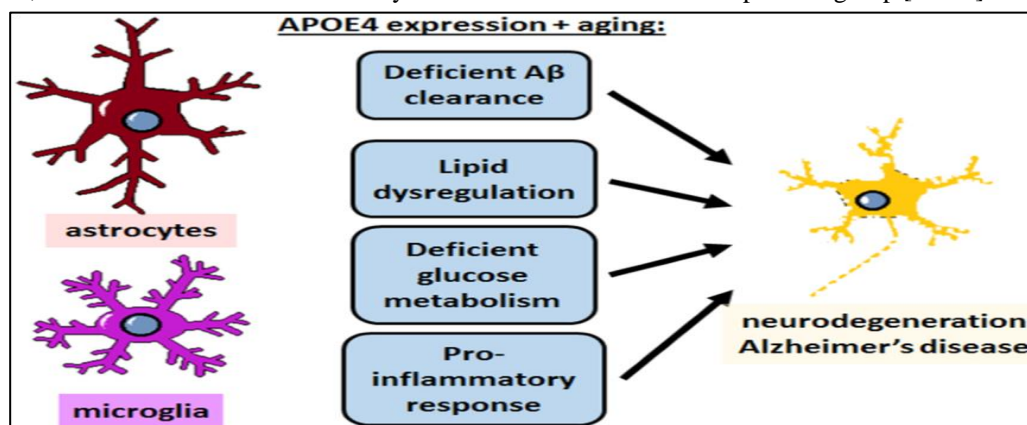 APOE4 expression + aging:
Deficient Aβ
clearance
Lipid
dysregulation
Deficient
glucose
metabolism
Pro-
inflammatory
response
astrocytes
microglia
neurodegeneration
Alzheimer's disease